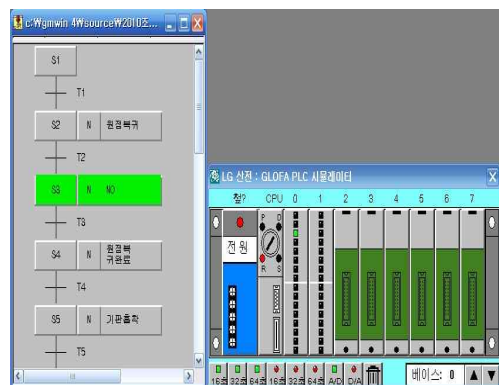 c:\gmwin 4\source\2010조...
S1
T1
S2 N 원점복귀
T2
S3 N NO
T3
S4 N 원점복
귀완료
T4
S5 N 기판흡착
T5
LG 산전 : GLOFA PLC 시뮬레이터
CPU 0 1 2 3 4 5 6 7
P D
전원
R S
16점 32점 64점 16점 32점 64점 A/D D/A
베이스: 0